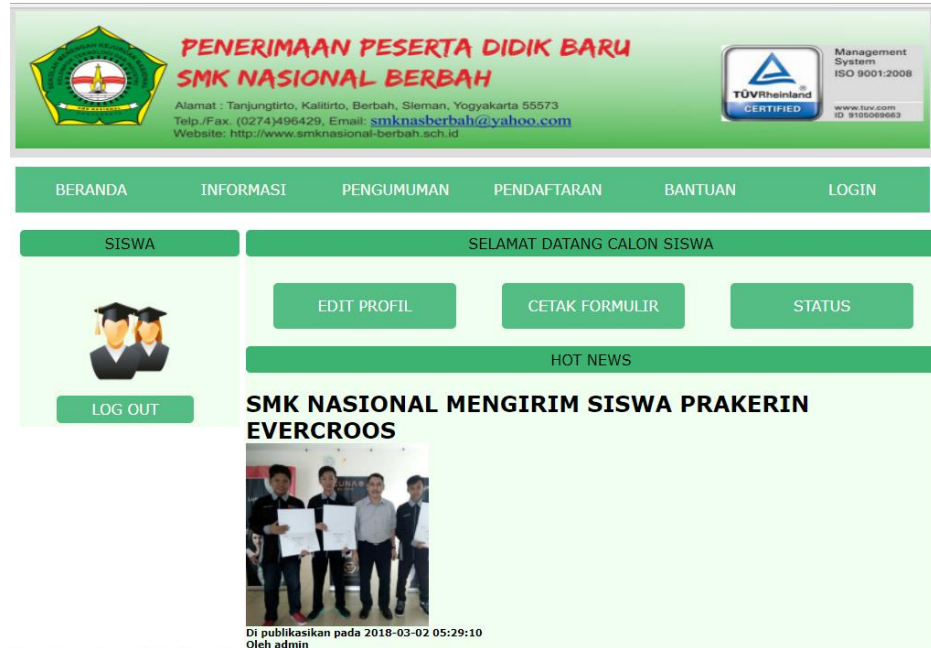 PENERIMAAN PESERTA DIDIK BARU
SMK NASIONAL BERBAH
Alamat : Tanjungtirto, Kalitirto, Berbah, Sleman, Yogyakarta 55573
Telp./Fax. (0274)496429, Email: smknasberbah@yahoo.com
Website: http://www.smknasional-berbah.sch.id
TÜVRheinland
CERTIFIED
Management
System
ISO 9001:2008
www.tuv.com
ID 9105069663
BERANDA INFORMASI PENGUMUMAN PENDAFTARAN BANTUAN LOGIN
SISWA
LOG OUT
SELAMAT DATANG CALON SISWA
EDIT PROFIL CETAK FORMULIR STATUS
HOT NEWS
SMK NASIONAL MENGIRIM SISWA PRAKERIN
EVERCROOS
Di publikasikan pada 2018-03-02 05:29:10
Oleh admin